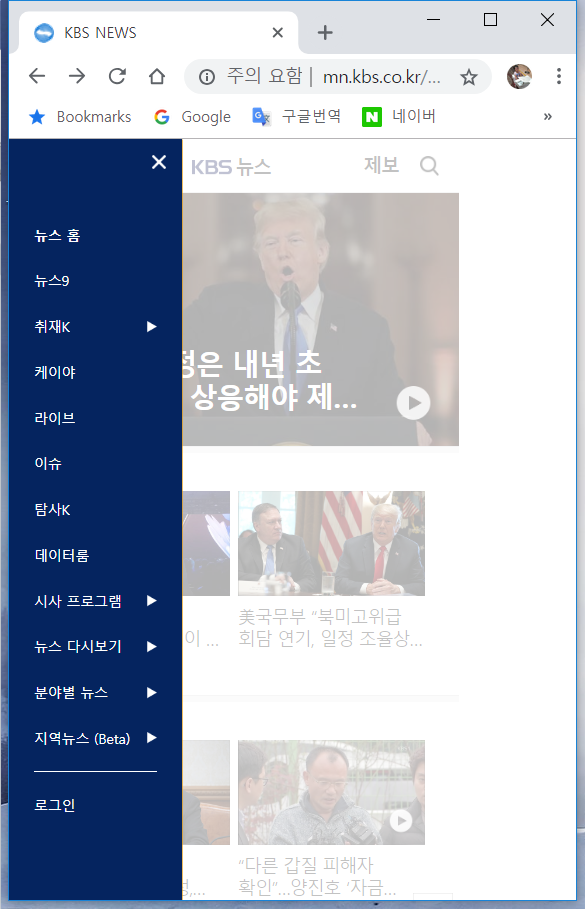 KBS NEWS
주의 요함 | mn.kbs.co.kr/...
Bookmarks Google 구글번역 네이버 »
KBS 뉴스 제보
뉴스 홈
뉴스9
취재K
케이야
라이브
이슈
탐사K
데이터룸
시사 프로그램
뉴스 다시보기
분야별 뉴스
지역뉴스 (Beta)
로그인
정은 내년 초
상응해야 제...
이 ...
美국무부 “북미고위급
회담 연기, 일정 조율상...
성,...
“다른 갑질 피해자
확인”...양진호 ‘자금...